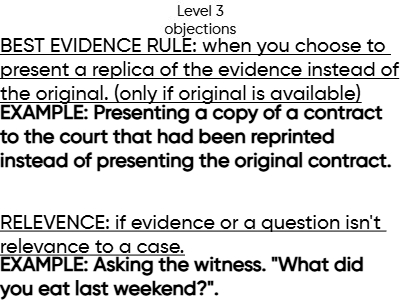 Level 3
objections
BEST EVIDENCE RULE: when you choose to
present a replica of the evidence instead of
the original. (only if original is available)
EXAMPLE: Presenting a copy of a contract
to the court that had been reprinted
instead of presenting the original contract.
RELEVENCE: if evidence or a question isn't
relevance to a case.
EXAMPLE: Asking the witness. "What did
you eat last weekend?".